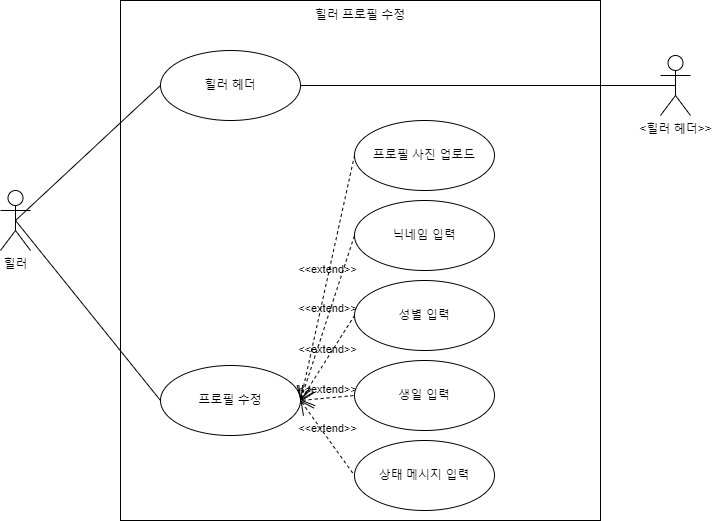 힐러 프로필 수정
힐러 헤더
<힐러 헤더>>
프로필 사진 업로드
닉네임 입력
힐러
<<extend>>
<<extend>>
성별 입력
<<extend>>
<<extend>>
생일 입력
프로필 수정
<<extend>>
상태 메시지 입력